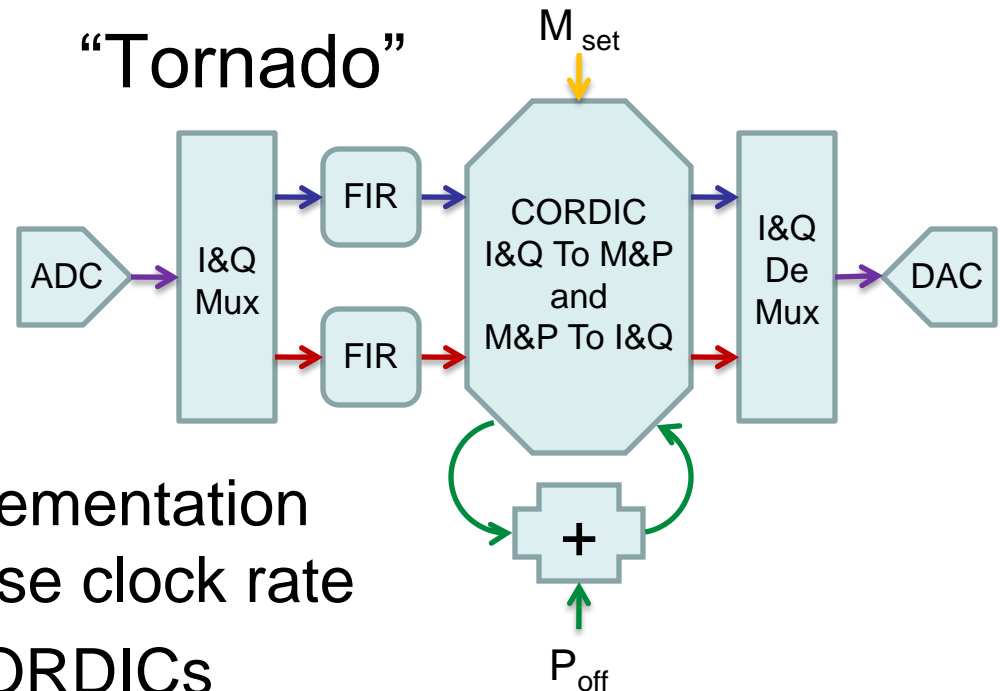 “Tornado”
M set
ADC
I&Q
Mux
FIR
FIR
CORDIC
I&Q To M&P
and
M&P To I&Q
I&Q
De
Mux
DAC
+
P off
ementation
se clock rate
ORDICs